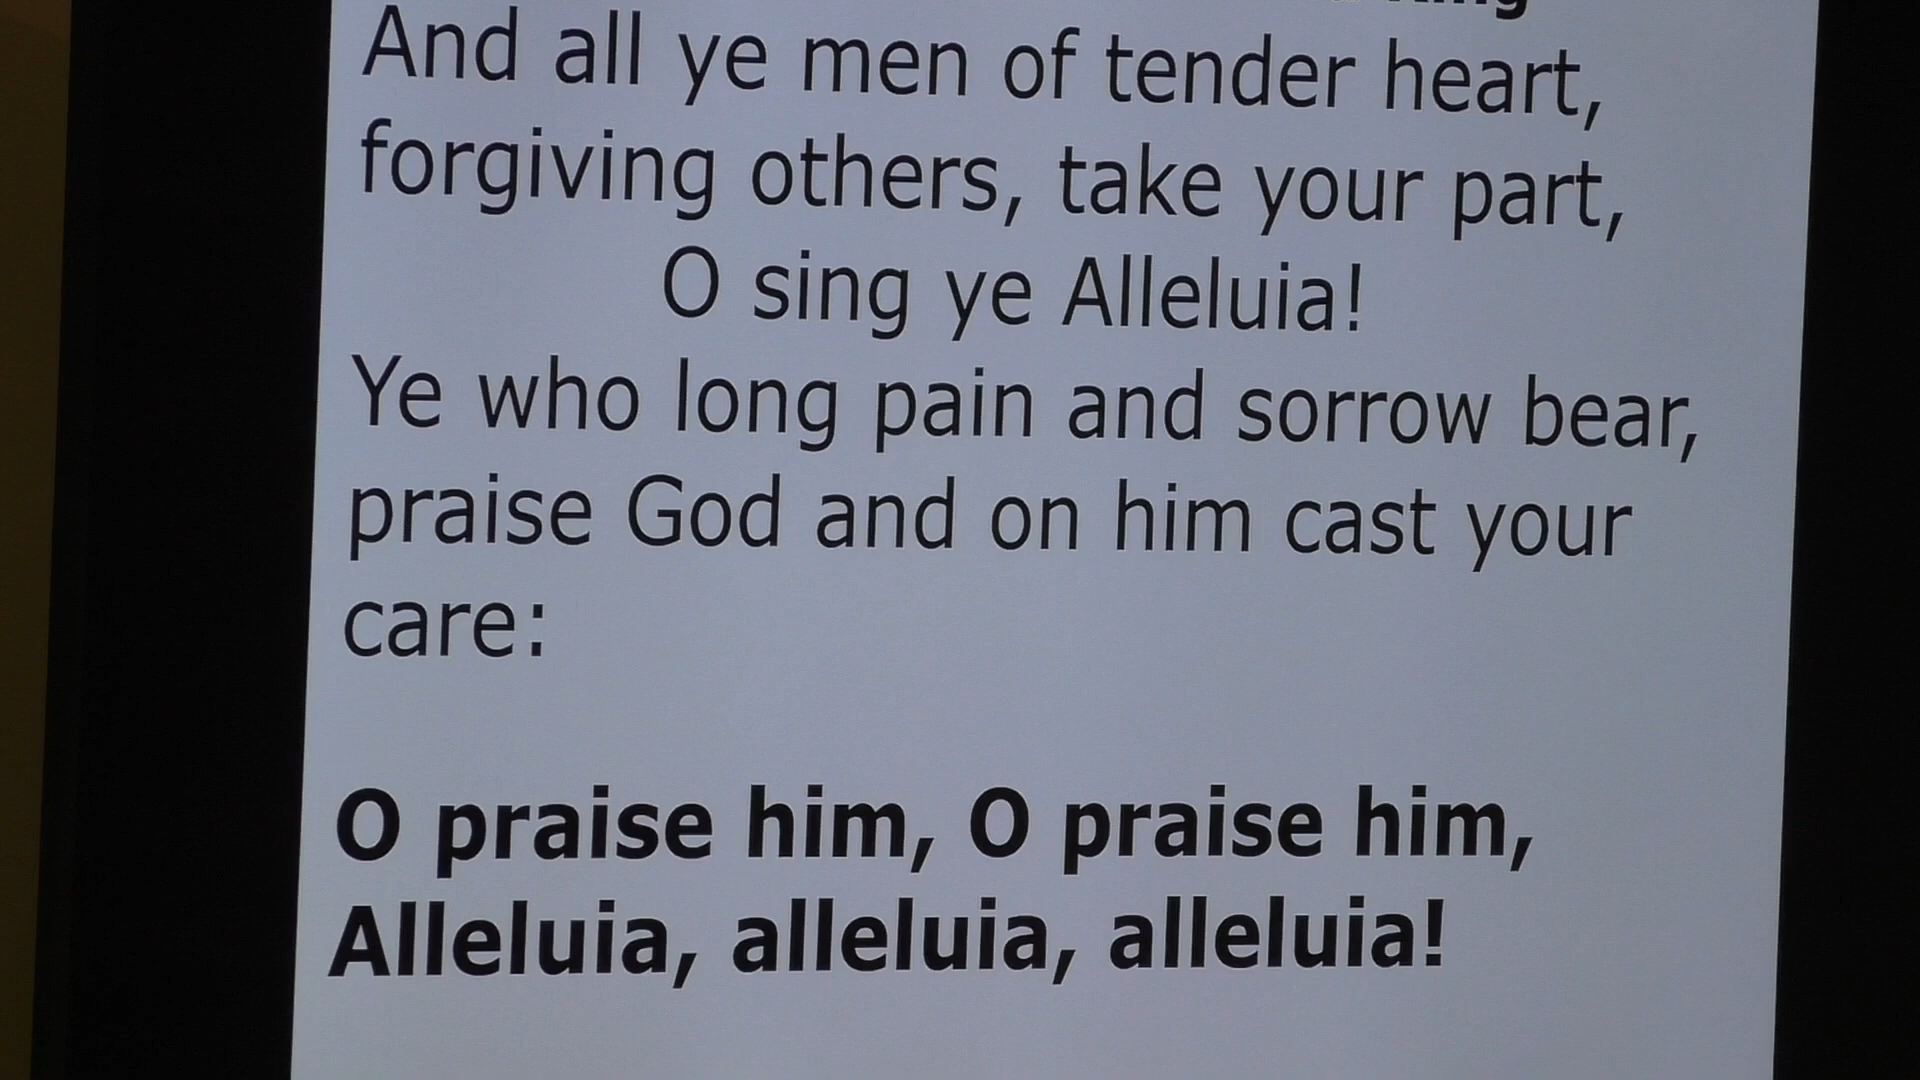 King
And all ye men of tender heart,
forgiving others, take your part,
O sing ye Alleluia!
Ye who long pain and sorrow bear,
praise God and on him cast your
care:
O praise him, O praise him,
Alleluia, alleluia, alleluia!